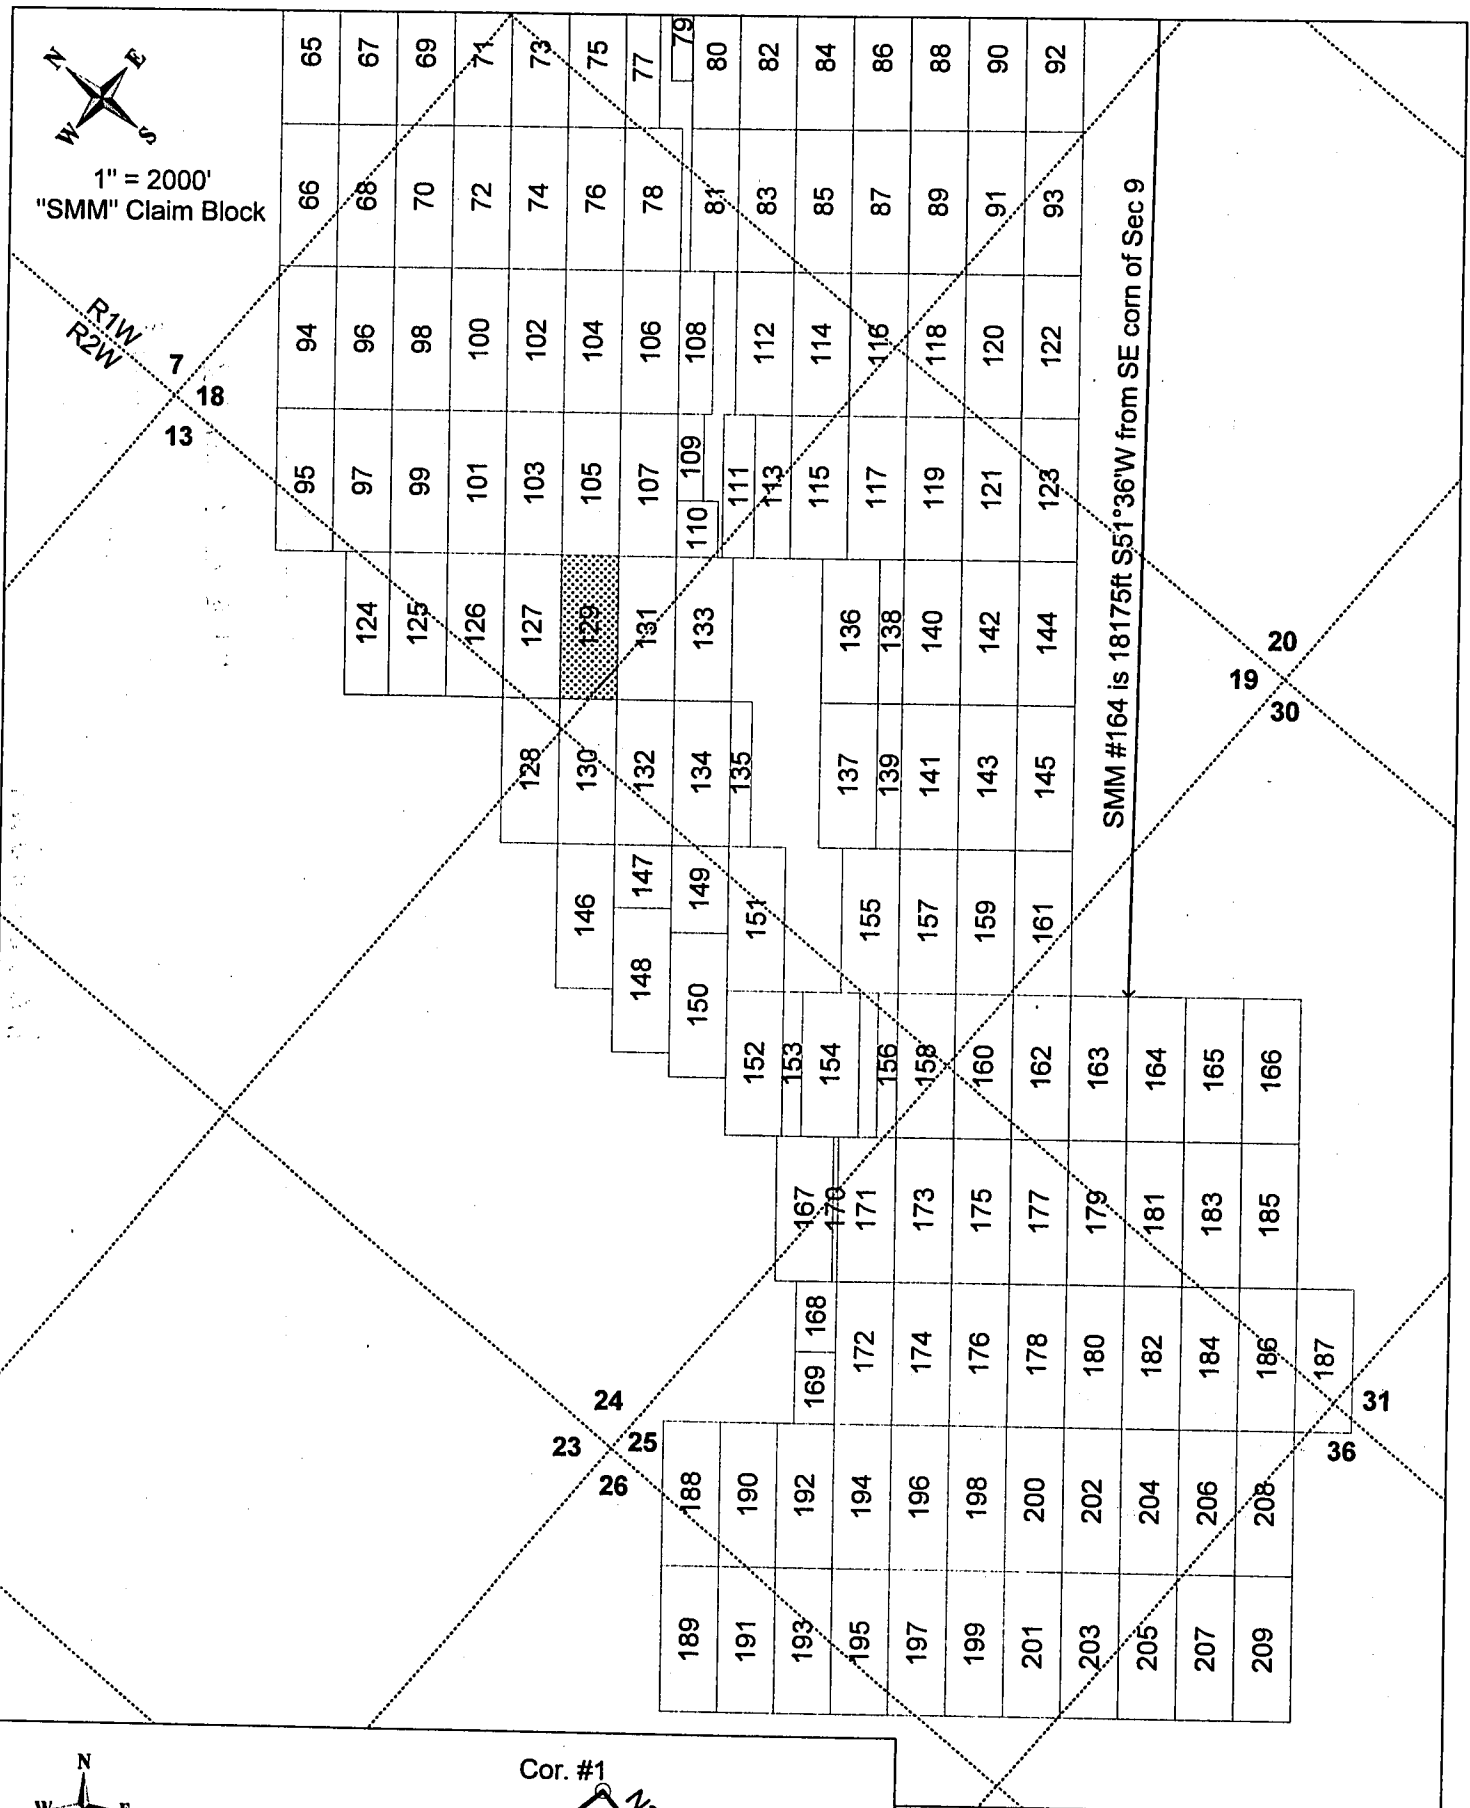 N E
W S
1" = 2000'
"SMM" Claim Block
65 67 69 71 73 75 77 79 80 82 84 86 88 90 92
66 68 70 72 74 76 78 81 83 85 87 89 91 93
R1W
R2W
7
18
13
94 96 98 100 102 104 106 108 112 114 116 118 120 122
95 97 99 101 103 105 107 109 110 111 113 115 117 119 121 123
SMM #164 is 18175ft S51°36'W from SE corn of Sec 9
124 125 126 127 129 131 133 136 138 140 142 144
20
19
30
128 130 132 134 135 137 139 141 143 145
146 147 149 151 155 157 159 161
148 150
152 153 154 156 158 160 162 163 164 165 166
167 170 171 173 175 177 179 181 183 185
168 169 172 174 176 178 180 182 184 186 187
24
23 25
26
31
36
188 190 192 194 196 198 200 202 204 206 208
189 191 193 195 197 199 201 203 205 207 209
N
W E
Cor. #1